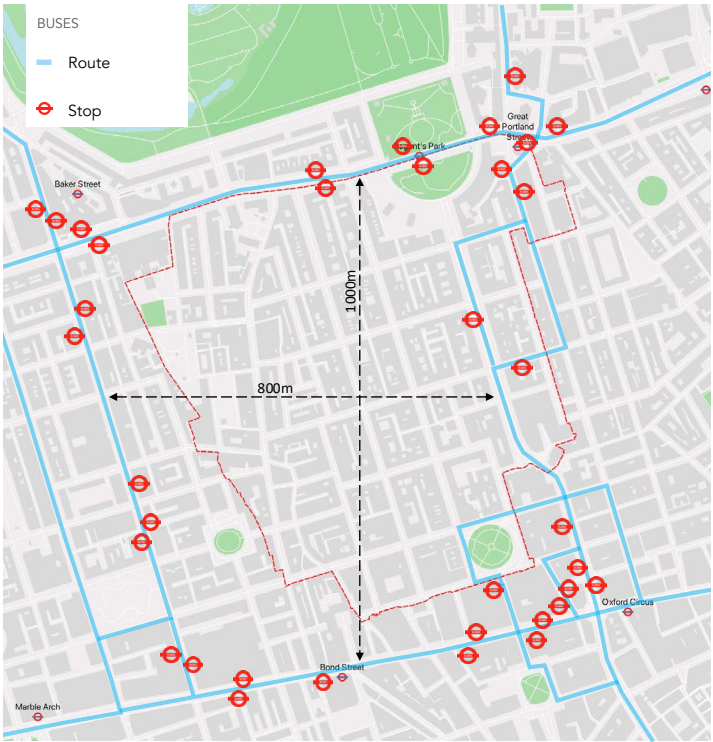 BUSES
Route
Stop
Great
Portland
Street
Regent's Park
Baker Street
1000m
800m
Oxford Circus
Bond Street
Marble Arch